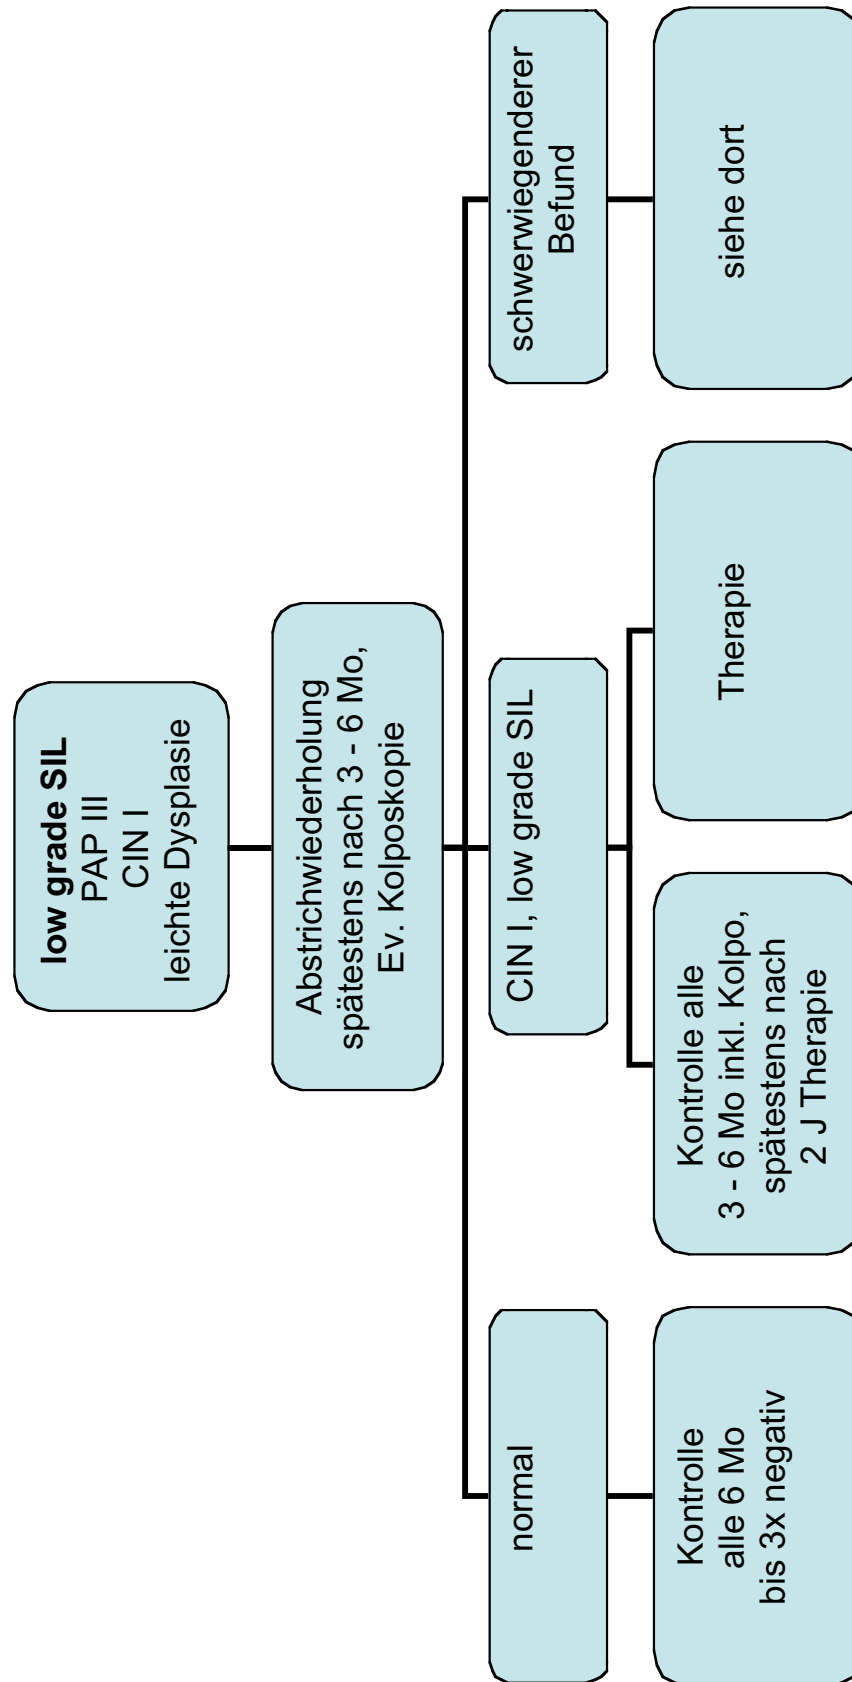 low grade SIL
PAP III
CIN I
leichte Dysplasie
Abstrichwiederholung
spätestens nach 3 - 6 Mo,
Ev. Kolposkopie
normal
CIN I, low grade SIL
schwerwiegenderer
Befund
Kontrolle
alle 6 Mo
bis 3x negativ
Kontrolle alle
3 - 6 Mo inkl. Kolpo,
spätestens nach
2 J Therapie
Therapie
siehe dort